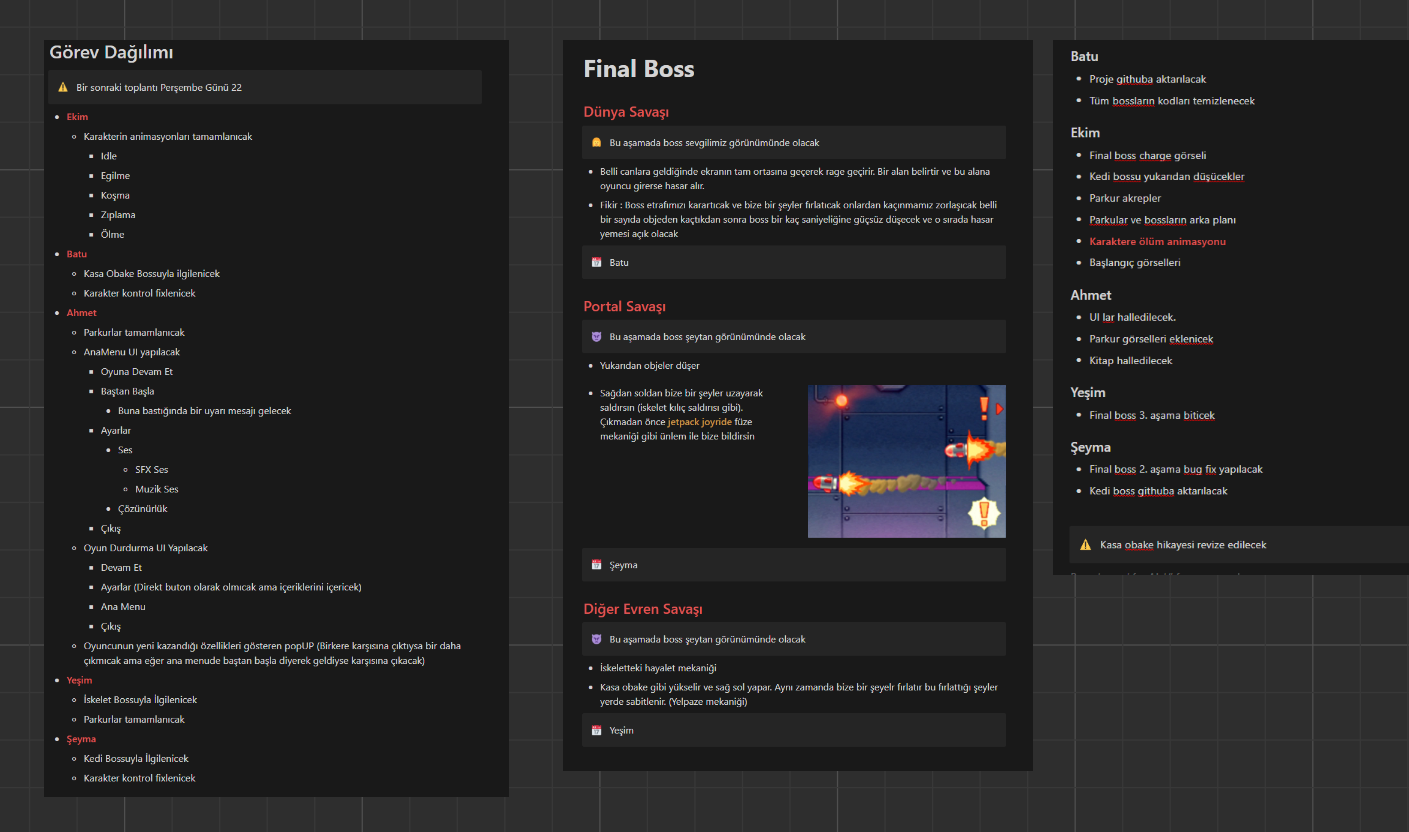 Görev Dağılımı
Bir sonraki toplantı Perşembe Günü 22
Ekim
Karakterin animasyonları tamamlanıcak
Idle
Egilme
Koşma
Zıplama
Ölme
Batu
Kasa Obake Bossuyla ilgilenicek
Karakter kontrol fixlenicek
Ahmet
Parkurlar tamamlanıcak
AnaMenu UI yapılacak
Oyuna Devam Et
Baştan Başla
Buna bastığında bir uyarı mesajı gelecek
Ayarlar
Ses
SFX Ses
Muzik Ses
Çözünürlük
Çıkış
Oyun Durdurma UI Yapılacak
Devam Et
Ayarlar (Direkt buton olarak olmıcak ama içeriklerini içericek)
Ana Menu
Çıkış
Oyuncunun yeni kazandığı özellikleri gösteren popUP (Birkere karşısına çıktıysa bir daha
çıkmıcak ama eğer ana menude baştan başla diyerek geldiyse karşısına çıkacak)
Yeşim
İskelet Bossuyla İlgilenicek
Parkurlar tamamlanıcak
Şeyma
Kedi Bossuyla İlgilenicek
Karakter kontrol fixlenicek
Final Boss
Dünya Savaşı
Bu aşamada boss sevgilimiz görünümünde olacak
Belli canlara geldiğinde ekranın tam ortasına geçerek rage geçirir. Bir alan belirtir ve bu alana
oyuncu girerse hasar alır.
Fikir : Boss etrafımızı karartıcak ve bize bir şeyler fırlatıcak onlardan kaçınmamız zorlaşıcak belli
bir sayıda objeden kaçtıkdan sonra boss bir kaç saniyeliğine güçsüz düşecek ve o sırada hasar
yemesi açık olacak
Batu
Portal Savaşı
Bu aşamada boss şeytan görünümünde olacak
Yukarıdan objeler düşer
Sağdan soldan bize bir şeyler uzayarak
saldırsın (iskelet kılıç saldırısı gibi).
Çıkmadan önce jetpack joyride füze
mekaniği gibi ünlem ile bize bildirsin
!
!
Şeyma
Diğer Evren Savaşı
Bu aşamada boss şeytan görünümünde olacak
İskeletteki hayalet mekaniği
Kasa obake gibi yükselir ve sağ sol yapar. Aynı zamanda bize bir şeyelr fırlatır bu fırlattığı şeyler
yerde sabitlenir. (Yelpaze mekaniği)
Yeşim
Batu
Proje githuba aktarılacak
Tüm bossların kodları temizlenecek
Ekim
Final boss charge görseli
Kedi bossu yukarıdan düşücekler
Parkur akrepler
Parkular ve bossların arka planı
Karaktere ölüm animasyonu
Başlangıç görselleri
Ahmet
UI lar halledilecek.
Parkur görselleri eklenicek
Kitap halledilecek
Yeşim
Final boss 3. aşama biticek
Şeyma
Final boss 2. aşama bug fix yapılacak
Kedi boss githuba aktarılacak
Kasa obake hikayesi revize edilecek